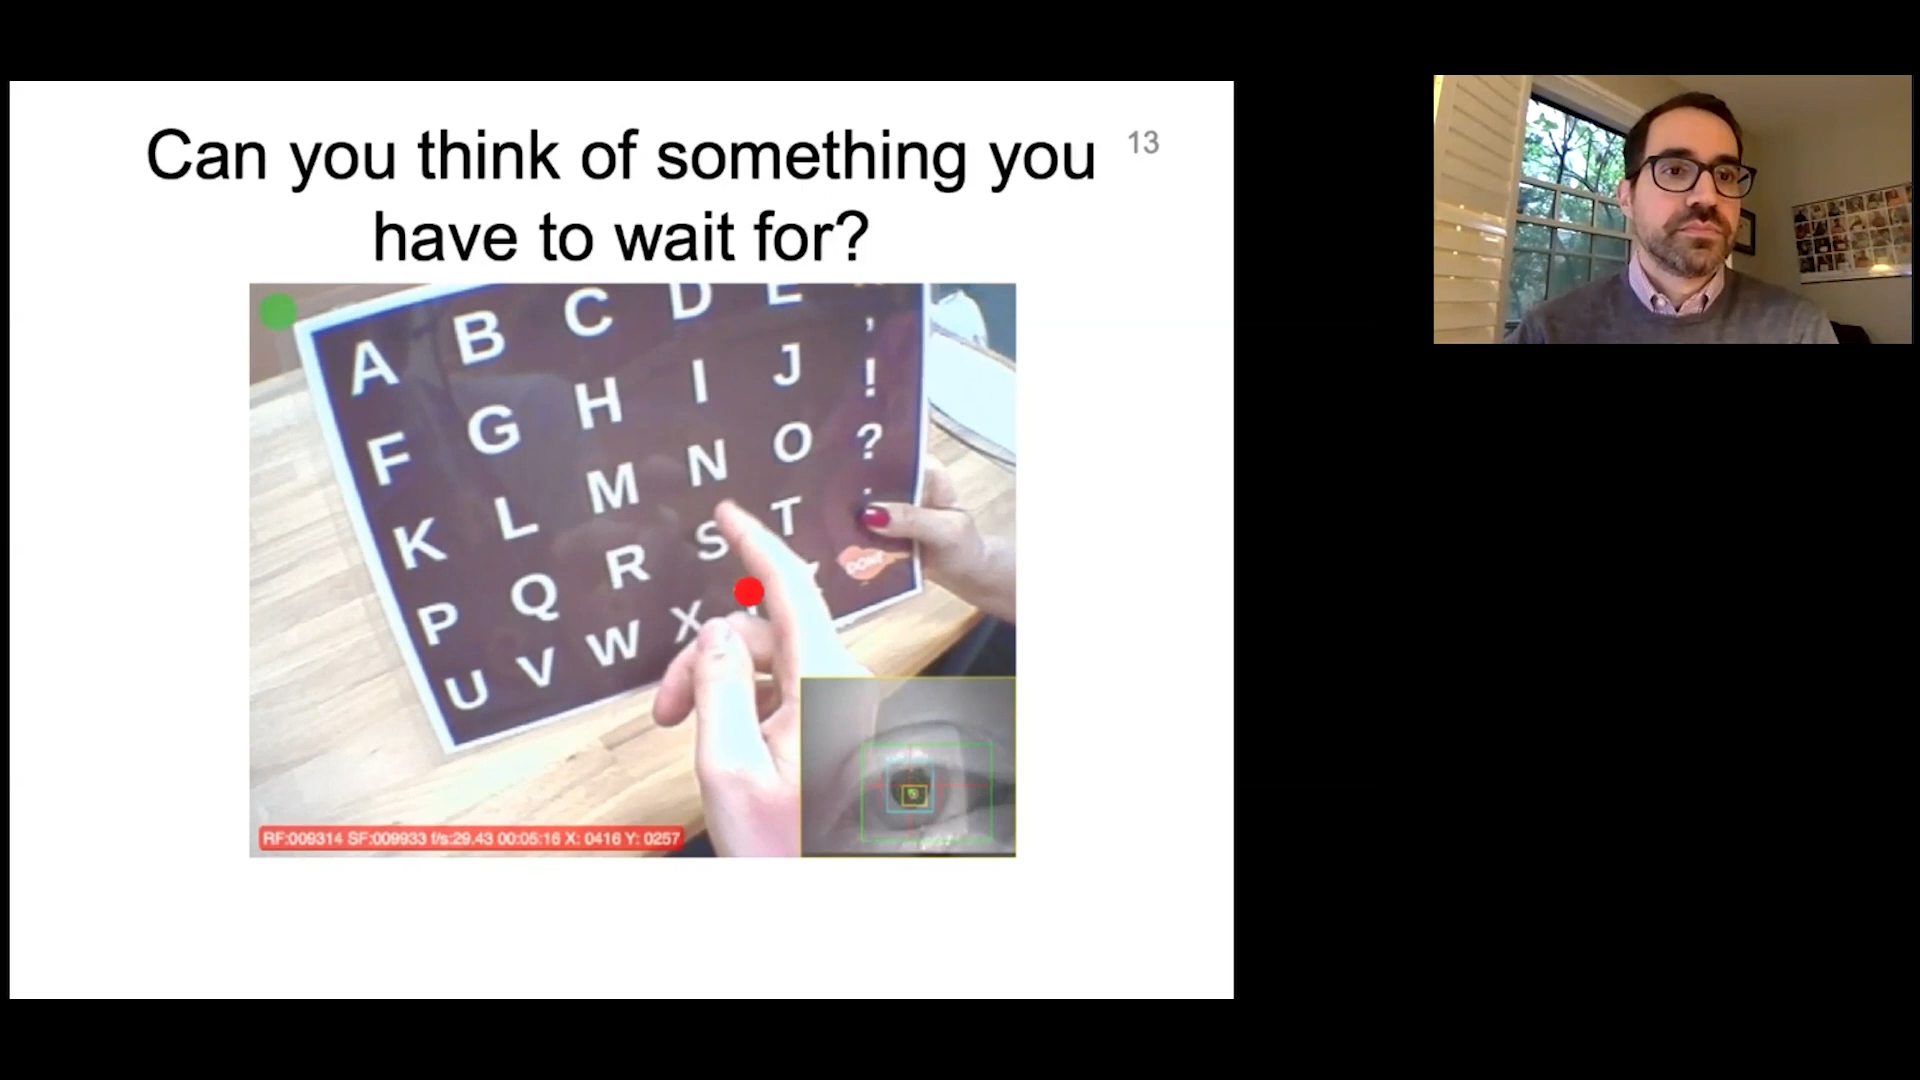 Can you think of something you
have to wait for?
13
A B C D E
F G H I J
K L M N O
P Q R S T
U V W X
,
!
?
.
DONE
RF:009314 SF:009933 f/s:29.43 00:05:16 X: 0416 Y: 0257